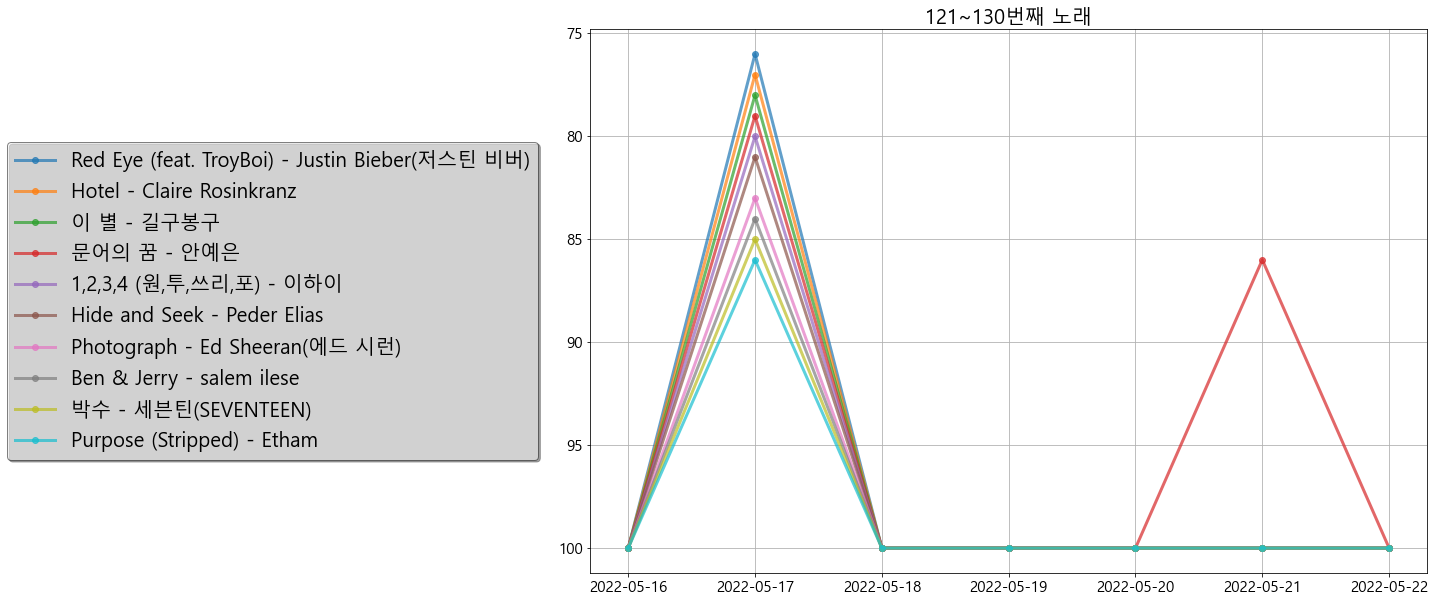 121~130번째 노래
Red Eye (feat. TroyBoi) - Justin Bieber(저스틴 비버)
Hotel - Claire Rosinkranz
이 별 - 길구봉구
문어의 꿈 - 안예은
1,2,3,4 (원,투,쓰리,포) - 이하이
Hide and Seek - Peder Elias
Photograph - Ed Sheeran(에드 시런)
Ben & Jerry - salem ilese
박수 - 세븐틴(SEVENTEEN)
Purpose (Stripped) - Etham
75
80
85
90
95
100
2022-05-16 2022-05-17 2022-05-18 2022-05-19 2022-05-20 2022-05-21 2022-05-22